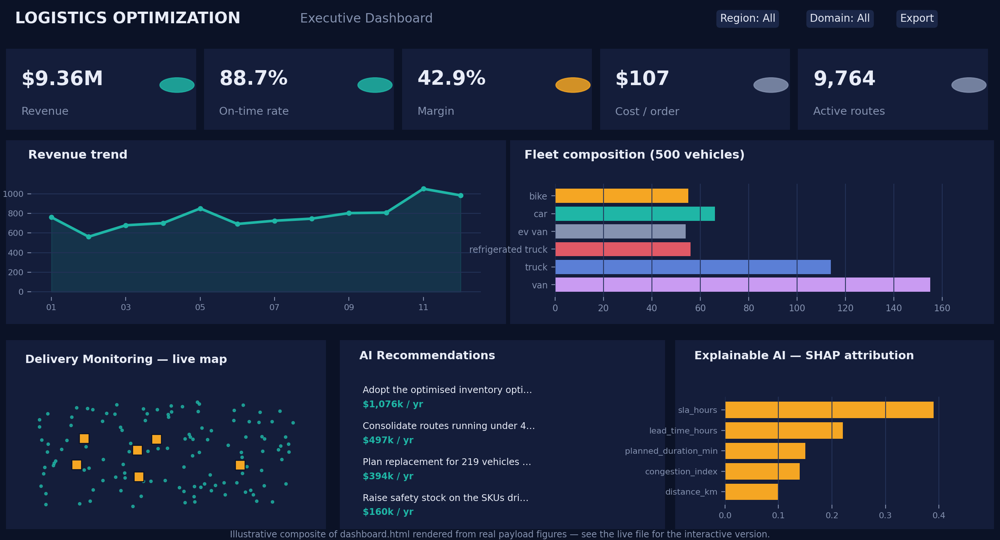 LOGISTICS OPTIMIZATION Executive Dashboard Region: All Domain: All Export
$9.36M
Revenue
88.7%
On-time rate
42.9%
Margin
$107
Cost / order
9,764
Active routes
Revenue trend
1000
800
600
400
200
0
01 03 05 07 09 11
Fleet composition (500 vehicles)
bike
car
ev van
refrigerated truck
truck
van
0 20 40 60 80 100 120 140 160
Delivery Monitoring — live map
AI Recommendations
Adopt the optimised inventory opti…
$1,076k / yr
Consolidate routes running under 4…
$497k / yr
Plan replacement for 219 vehicles …
$394k / yr
Raise safety stock on the SKUs dri…
$160k / yr
Explainable AI — SHAP attribution
sla_hours
lead_time_hours
planned_duration_min
congestion_index
distance_km
0.0 0.1 0.2 0.3 0.4
Illustrative composite of dashboard.html rendered from real payload figures — see the live file for the interactive version.